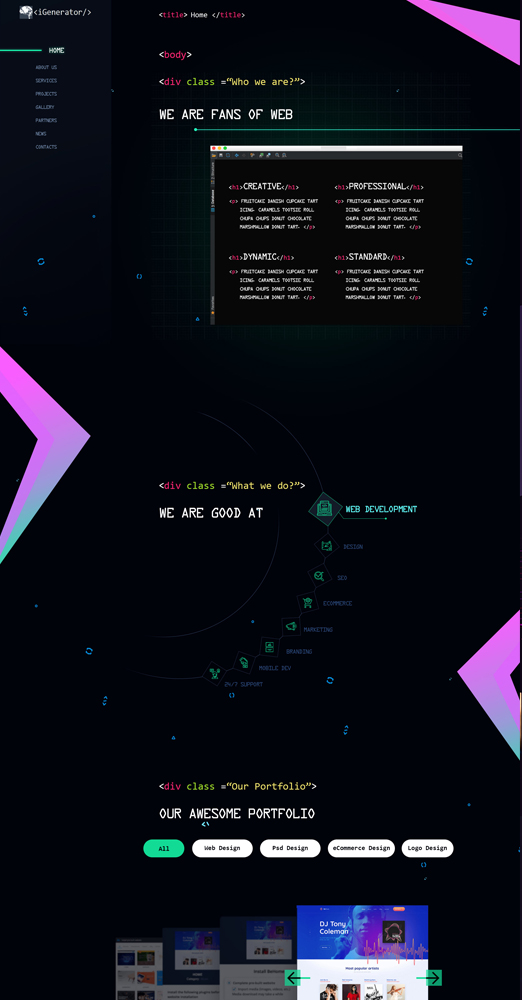 <iGenerator/>
HOME
ABOUT US
SERVICES
PROJECTS
GALLERY
PARTNERS
NEWS
CONTACTS
<title> Home </title>
<body>
<div class =“Who we are?”>
WE ARE FANS OF WEB
<h1>CREATIVE</h1>
<p> FRUITCAKE DANISH CUPCAKE TART
ICING. CARAMELS TOOTSIE ROLL
CHUPA CHUPS DONUT CHOCOLATE
MARSHMALLOW DONUT TART. </p>
<h1>PROFESSIONAL</h1>
<p> FRUITCAKE DANISH CUPCAKE TART
ICING. CARAMELS TOOTSIE ROLL
CHUPA CHUPS DONUT CHOCOLATE
MARSHMALLOW DONUT TART. </p>
<h1>DYNAMIC</h1>
<p> FRUITCAKE DANISH CUPCAKE TART
ICING. CARAMELS TOOTSIE ROLL
CHUPA CHUPS DONUT CHOCOLATE
MARSHMALLOW DONUT TART. </p>
<h1>STANDARD</h1>
<p> FRUITCAKE DANISH CUPCAKE TART
ICING. CARAMELS TOOTSIE ROLL
CHUPA CHUPS DONUT CHOCOLATE
MARSHMALLOW DONUT TART. </p>
<div class =“What we do?”>
WE ARE GOOD AT
WEB DEVELOPMENT
DESIGN
SEO
ECOMMERCE
MARKETING
BRANDING
MOBILE DEV
24/7 SUPPORT
<div class =“Our Portfolio”>
OUR AWESOME PORTFOLIO
All
Web Design
Psd Design
eCommerce Design
Logo Design
DJ Tony
Coleman
Most popular artists